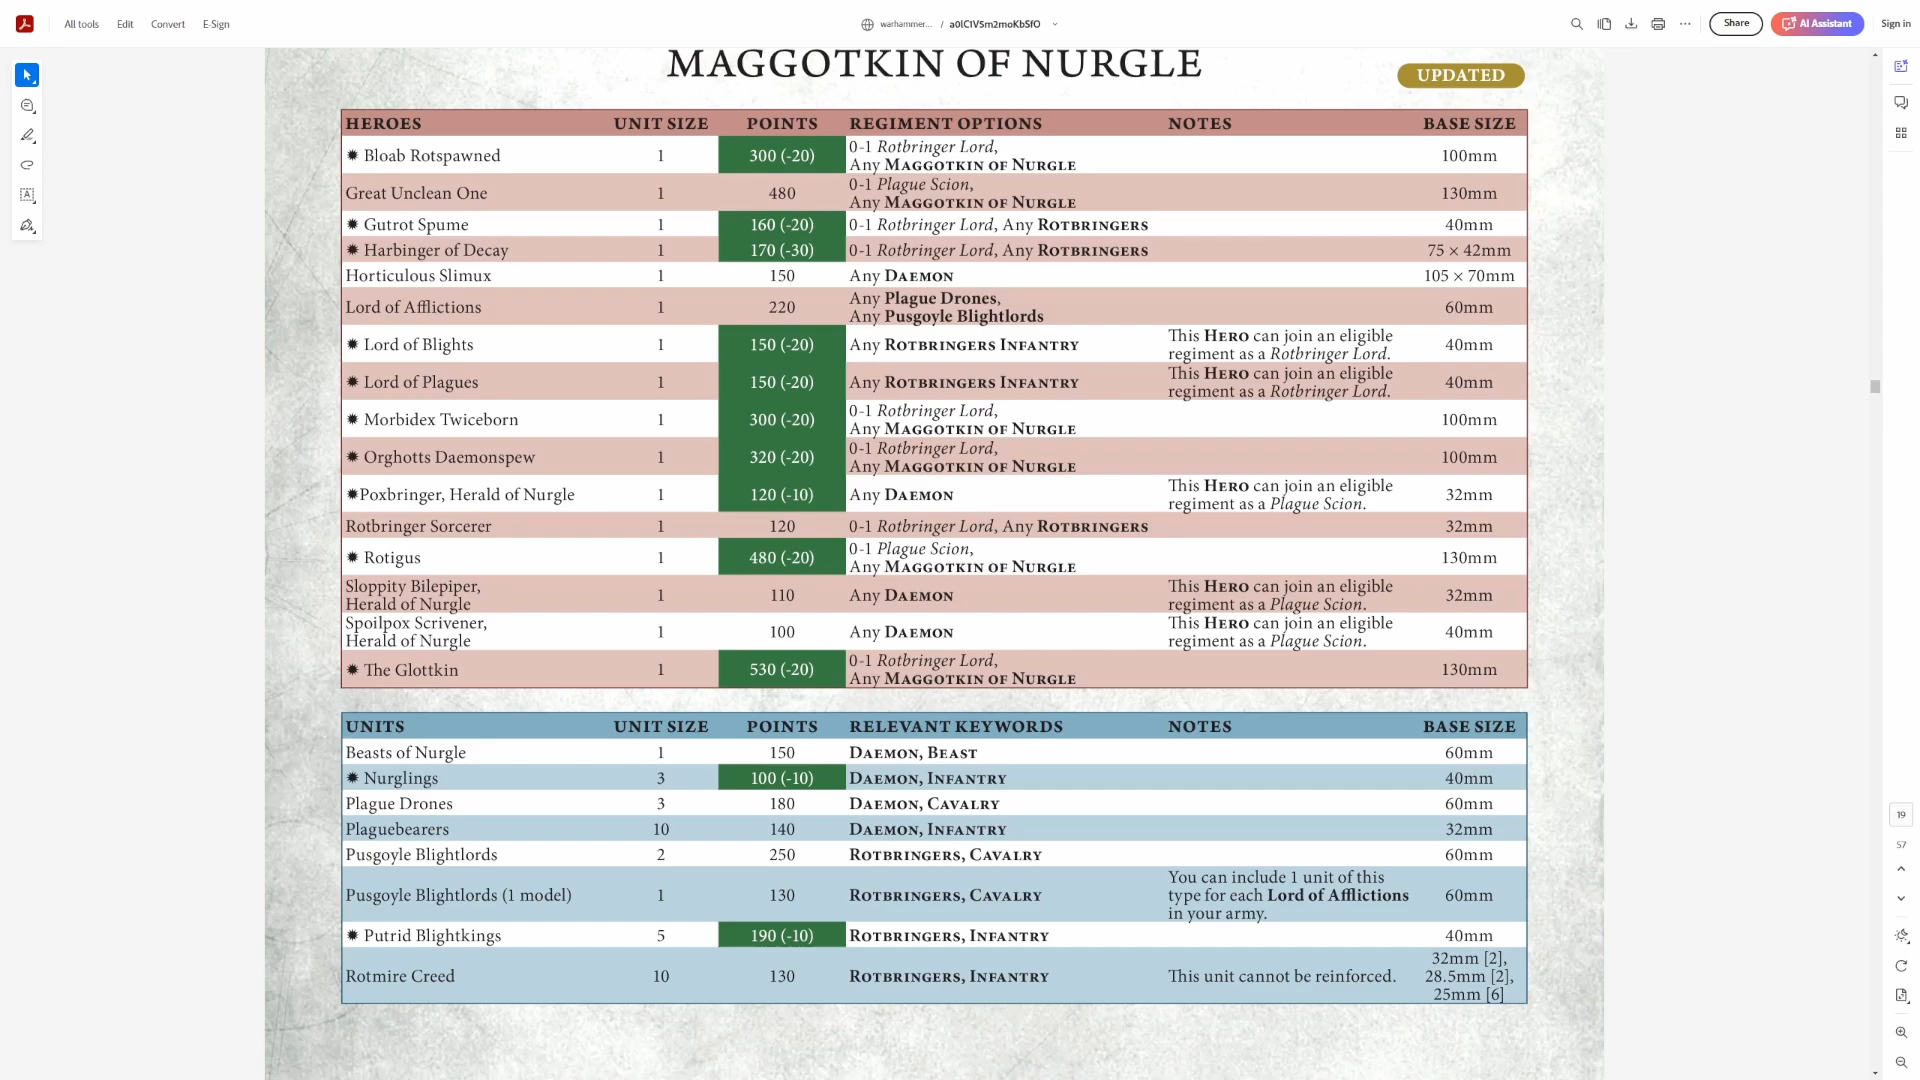 All tools Edit Convert E-Sign warhammer... / a0lC1V5m2moKbSfO Share AI Assistant Sign in
MAGGOTKIN OF NURGLE
UPDATED
HEROES UNIT SIZE POINTS REGIMENT OPTIONS NOTES BASE SIZE
✹ Bloab Rotspawned 1 300 (-20) 0-1 Rotbringer Lord, 100mm
Any MAGGOTKIN OF NURGLE
Great Unclean One 1 480 0-1 Plague Scion, 130mm
Any MAGGOTKIN OF NURGLE
✹ Gutrot Spume 1 160 (-20) 0-1 Rotbringer Lord, Any ROTBRINGERS 40mm
✹ Harbinger of Decay 1 170 (-30) 0-1 Rotbringer Lord, Any ROTBRINGERS 75 × 42mm
Horticulous Slimux 1 150 Any DAEMON 105 × 70mm
Lord of Afflictions 1 220 Any Plague Drones, 60mm
Any Pusgoyle Blightlords
✹ Lord of Blights 1 150 (-20) Any ROTBRINGERS INFANTRY This HERO can join an eligible 40mm
regiment as a Rotbringer Lord.
✹ Lord of Plagues 1 150 (-20) Any ROTBRINGERS INFANTRY This HERO can join an eligible 40mm
regiment as a Rotbringer Lord.
✹ Morbidex Twiceborn 1 300 (-20) 0-1 Rotbringer Lord, 100mm
Any MAGGOTKIN OF NURGLE
✹ Orghotts Daemonspew 1 320 (-20) 0-1 Rotbringer Lord, 100mm
Any MAGGOTKIN OF NURGLE
✹Poxbringer, Herald of Nurgle 1 120 (-10) Any DAEMON This HERO can join an eligible 32mm
regiment as a Plague Scion.
Rotbringer Sorcerer 1 120 0-1 Rotbringer Lord, Any ROTBRINGERS 32mm
✹ Rotigus 1 480 (-20) 0-1 Plague Scion, 130mm
Any MAGGOTKIN OF NURGLE
Sloppity Bilepiper, 1 110 Any DAEMON This HERO can join an eligible 32mm
Herald of Nurgle regiment as a Plague Scion.
Spoilpox Scrivener, 1 100 Any DAEMON This HERO can join an eligible 40mm
Herald of Nurgle regiment as a Plague Scion.
✹ The Glottkin 1 530 (-20) 0-1 Rotbringer Lord, 130mm
Any MAGGOTKIN OF NURGLE
UNITS UNIT SIZE POINTS RELEVANT KEYWORDS NOTES BASE SIZE
Beasts of Nurgle 1 150 DAEMON, BEAST 60mm
✹ Nurglings 3 100 (-10) DAEMON, INFANTRY 40mm
Plague Drones 3 180 DAEMON, CAVALRY 60mm
Plaguebearers 10 140 DAEMON, INFANTRY 32mm
Pusgoyle Blightlords 2 250 ROTBRINGERS, CAVALRY 60mm
Pusgoyle Blightlords (1 model) 1 130 ROTBRINGERS, CAVALRY You can include 1 unit of this 60mm
type for each Lord of Afflictions
in your army.
✹ Putrid Blightkings 5 190 (-10) ROTBRINGERS, INFANTRY 40mm
Rotmire Creed 10 130 ROTBRINGERS, INFANTRY This unit cannot be reinforced. 32mm [2],
28.5mm [2],
25mm [6]
19
57